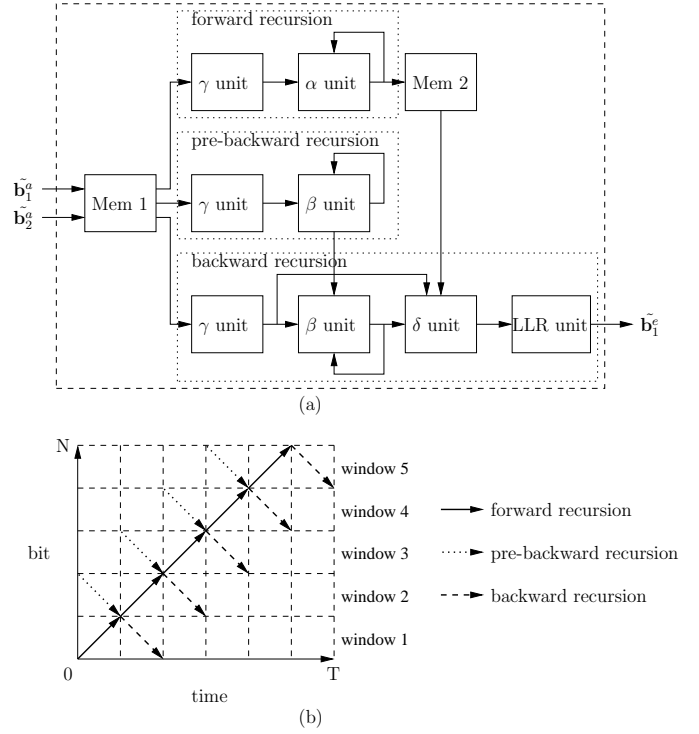 forward recursion
γ unit
α unit
Mem 2
pre-backward recursion
b̃₁ᵃ
b̃₂ᵃ
Mem 1
γ unit
β unit
backward recursion
γ unit
β unit
δ unit
LLR unit
b̃₁ᵉ
(a)
N
window 5
window 4
window 3
window 2
window 1
bit
forward recursion
pre-backward recursion
backward recursion
0
T
time
(b)